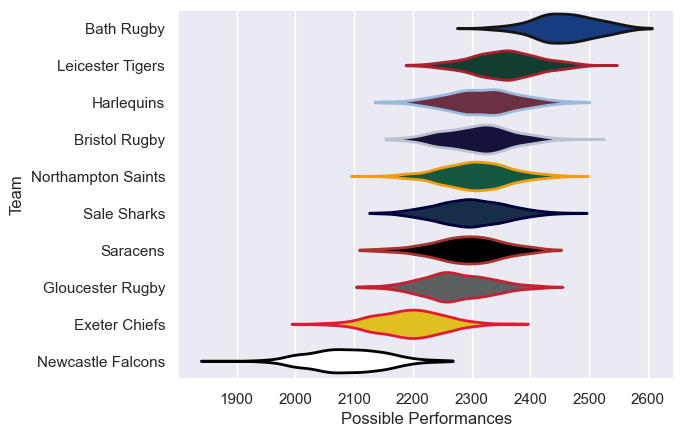 Bath Rugby
Leicester Tigers
Harlequins
Bristol Rugby
Northampton Saints
Sale Sharks
Saracens
Gloucester Rugby
Exeter Chiefs
Newcastle Falcons
Team
1900 2000 2100 2200 2300 2400 2500 2600
Possible Performances